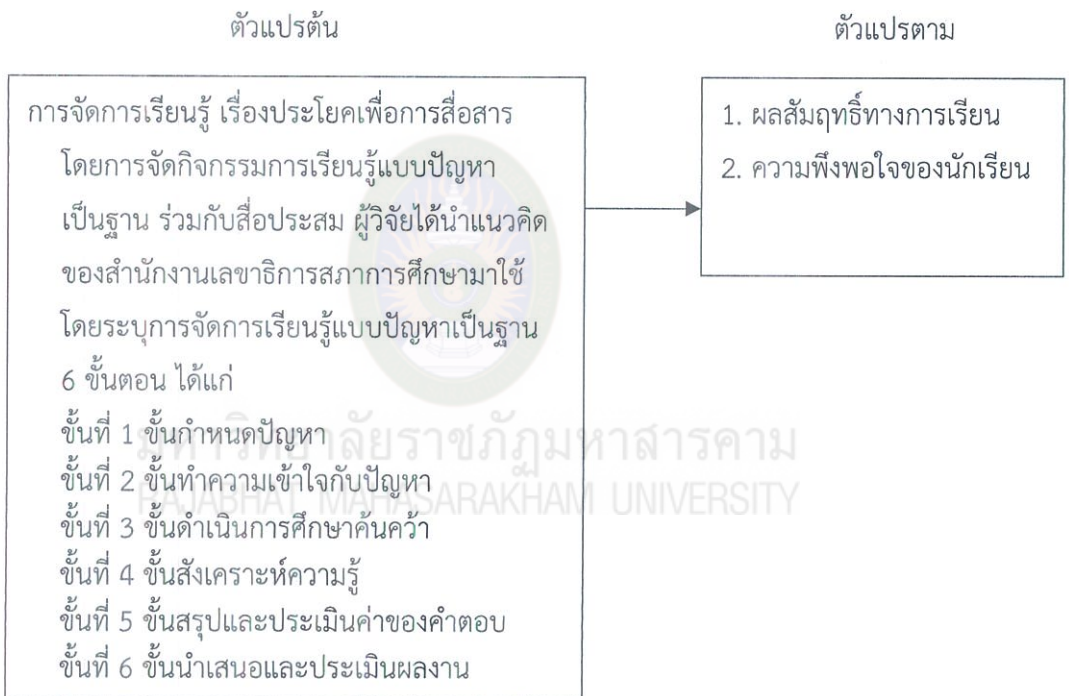 ตัวแปรต้น
ตัวแปรตาม
การจัดการเรียนรู้ เรื่องประโยคเพื่อการสื่อสาร
โดยการจัดกิจกรรมการเรียนรู้แบบปัญหา
เป็นฐาน ร่วมกับสื่อประสม ผู้วิจัยได้นำแนวคิด
ของสำนักงานเลขาธิการสภาการศึกษามาใช้
โดยระบุการจัดการเรียนรู้แบบปัญหาเป็นฐาน
6 ขั้นตอน ได้แก่
ขั้นที่ 1 ขั้นกำหนดปัญหา
ขั้นที่ 2 ขั้นทำความเข้าใจกับปัญหา
ขั้นที่ 3 ขั้นดำเนินการศึกษาค้นคว้า
ขั้นที่ 4 ขั้นสังเคราะห์ความรู้
ขั้นที่ 5 ขั้นสรุปและประเมินค่าของคำตอบ
ขั้นที่ 6 ขั้นนำเสนอและประเมินผลงาน
1. ผลสัมฤทธิ์ทางการเรียน
2. ความพึงพอใจของนักเรียน
มหาวิทยาลัยราชภัฏมหาสารคาม
RAJABHAT MAHASARAKHAM UNIVERSITY